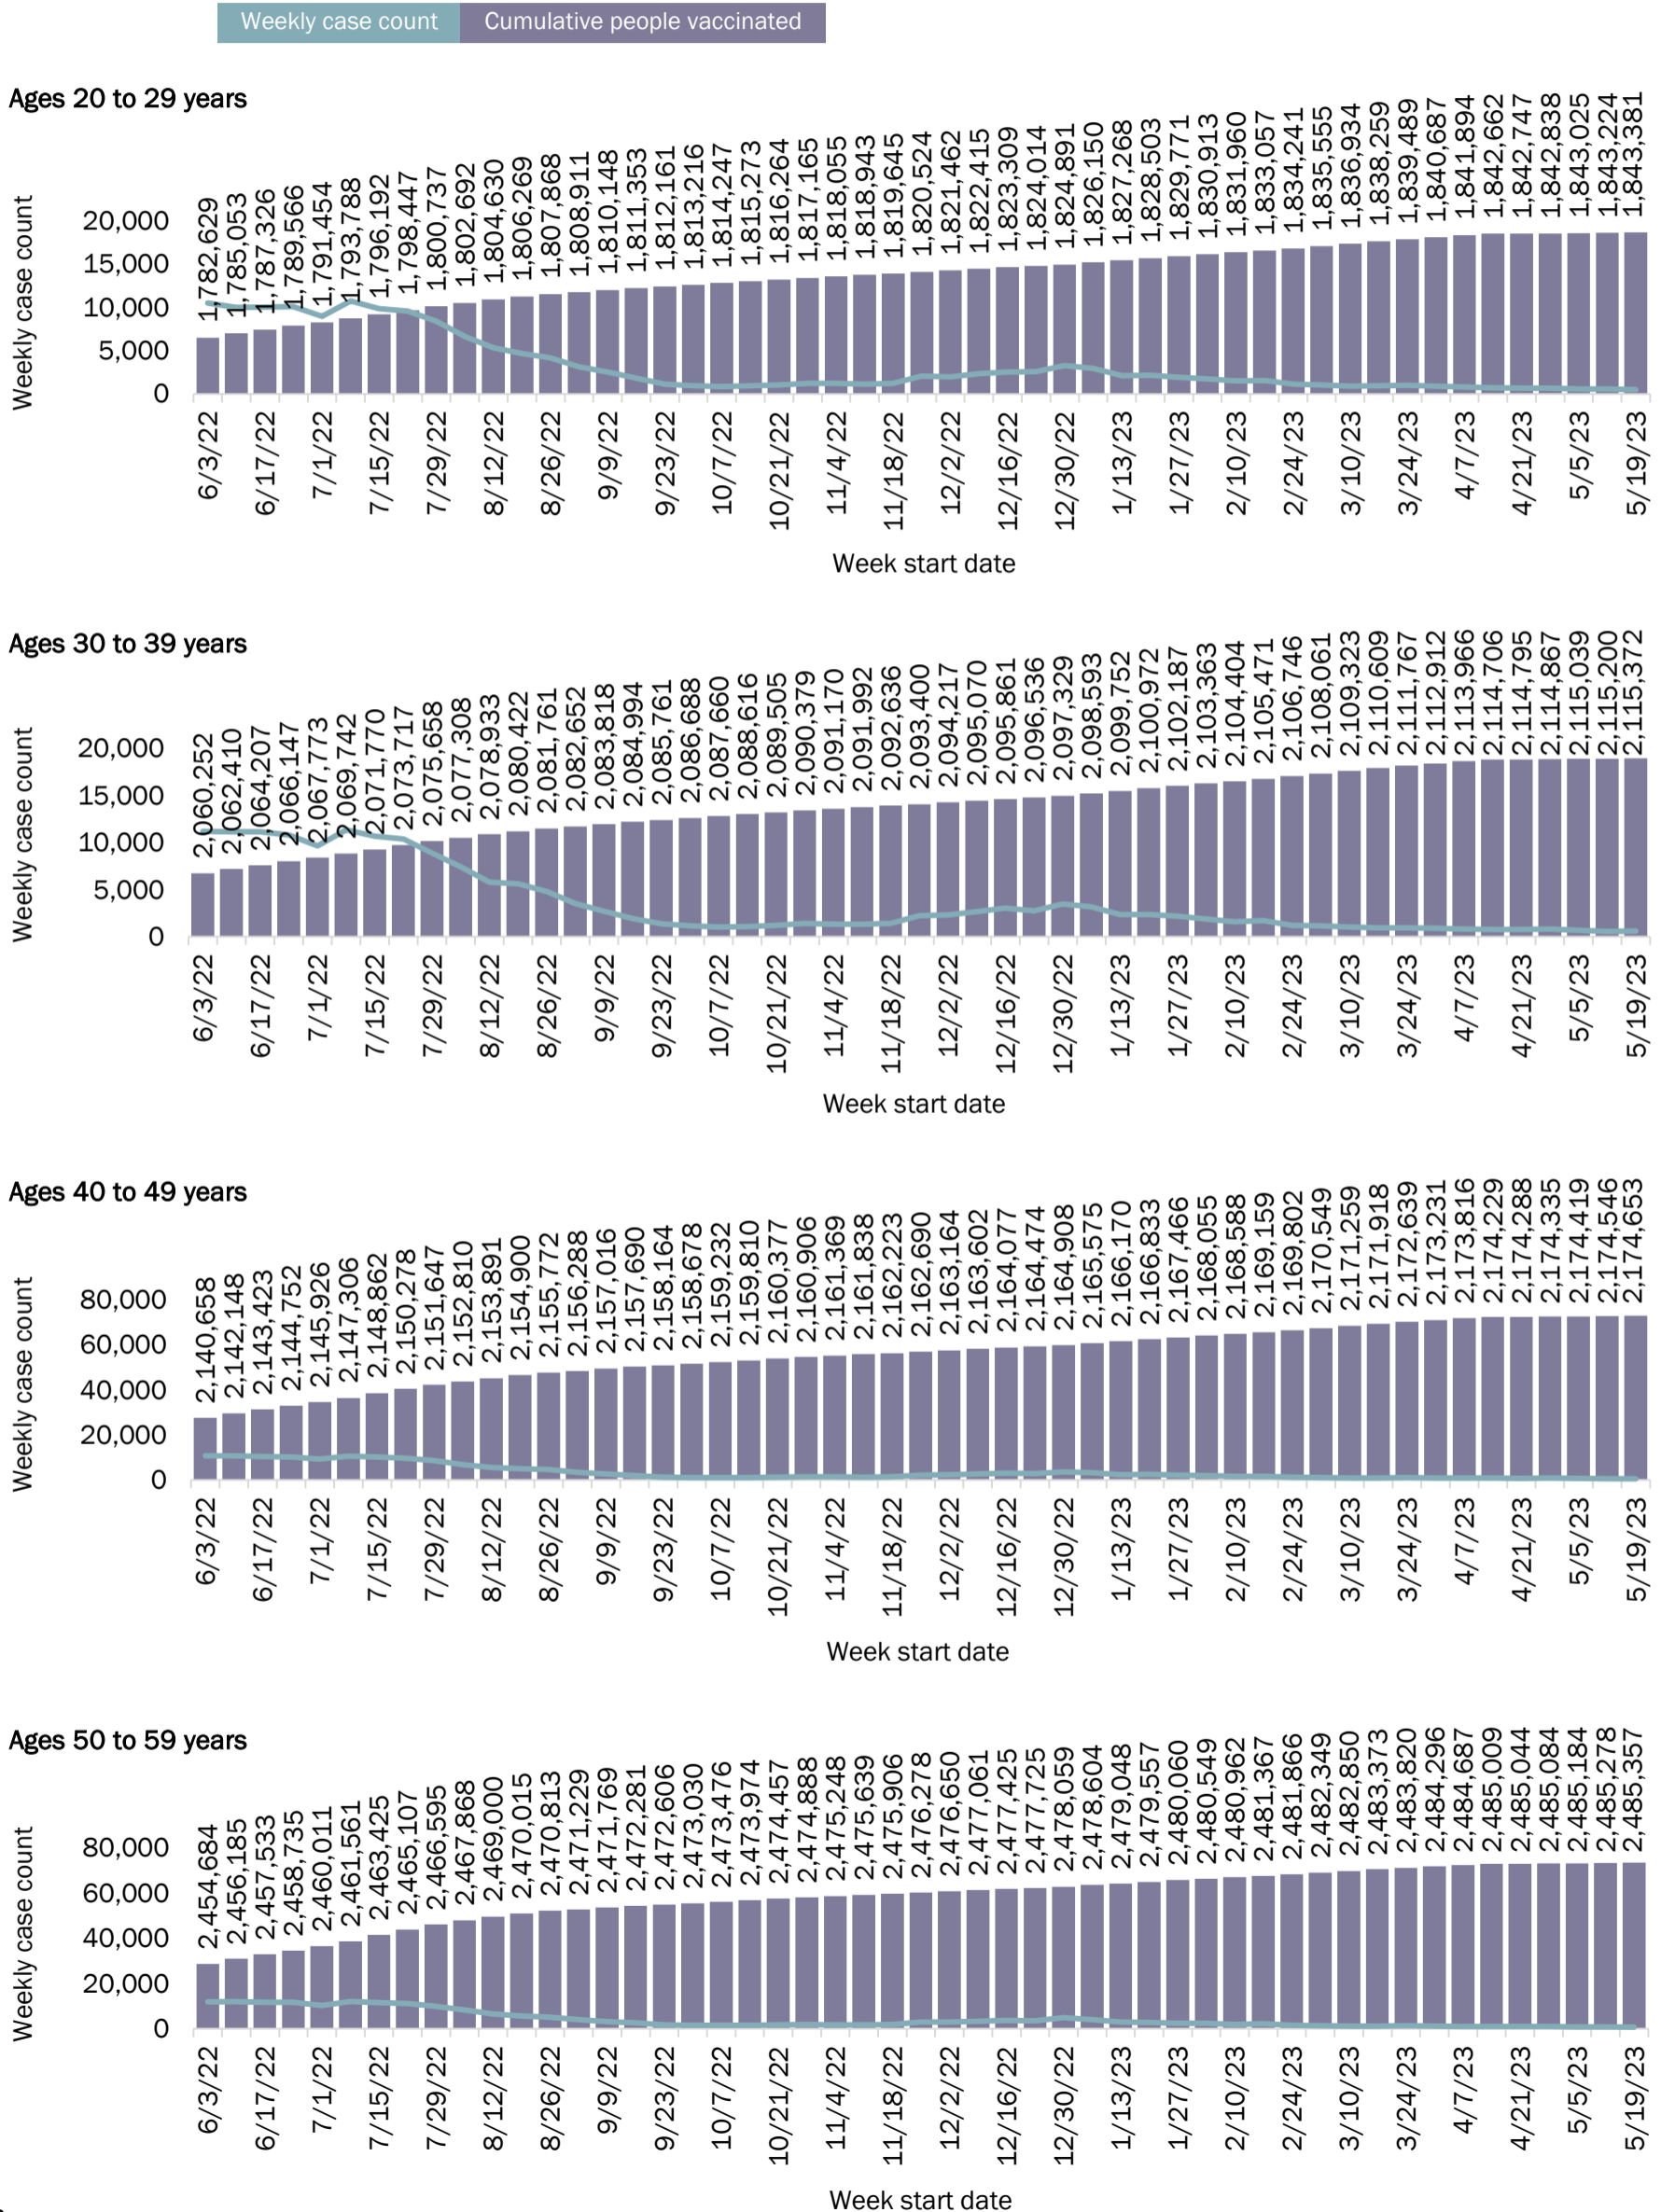 Weekly case count Cumulative people vaccinated
Ages 20 to 29 years
1,782,629 1,785,053 1,787,326 1,789,566 1,791,454 1,793,788 1,796,192 1,798,447 1,800,737 1,802,692 1,804,630 1,806,269 1,807,868 1,808,911 1,810,148 1,811,353 1,812,161 1,813,216 1,814,247 1,815,273 1,816,264 1,817,165 1,818,055 1,818,943 1,819,645 1,820,524 1,821,462 1,822,415 1,823,309 1,824,014 1,824,891 1,826,150 1,827,268 1,828,503 1,829,771 1,830,913 1,831,960 1,833,057 1,834,241 1,835,555 1,836,934 1,838,259 1,839,489 1,840,687 1,841,894 1,842,662 1,842,747 1,842,838 1,843,025 1,843,224 1,843,381
Weekly case count
20,000
15,000
10,000
5,000
0
6/3/22 6/17/22 7/1/22 7/15/22 7/29/22 8/12/22 8/26/22 9/9/22 9/23/22 10/7/22 10/21/22 11/4/22 11/18/22 12/2/22 12/16/22 12/30/22 1/13/23 1/27/23 2/10/23 2/24/23 3/10/23 3/24/23 4/7/23 4/21/23 5/5/23 5/19/23
Week start date
Ages 30 to 39 years
2,060,252 2,062,410 2,064,207 2,066,147 2,067,773 2,069,742 2,071,770 2,073,717 2,075,658 2,077,308 2,078,933 2,080,422 2,081,761 2,082,652 2,083,818 2,084,994 2,085,761 2,086,688 2,087,660 2,088,616 2,089,505 2,090,379 2,091,170 2,091,992 2,092,636 2,093,400 2,094,217 2,095,070 2,095,861 2,096,536 2,097,329 2,098,593 2,099,752 2,100,972 2,102,187 2,103,363 2,104,404 2,105,471 2,106,746 2,108,061 2,109,323 2,110,609 2,111,767 2,112,912 2,113,966 2,114,706 2,114,795 2,114,867 2,115,039 2,115,200 2,115,372
Weekly case count
20,000
15,000
10,000
5,000
0
6/3/22 6/17/22 7/1/22 7/15/22 7/29/22 8/12/22 8/26/22 9/9/22 9/23/22 10/7/22 10/21/22 11/4/22 11/18/22 12/2/22 12/16/22 12/30/22 1/13/23 1/27/23 2/10/23 2/24/23 3/10/23 3/24/23 4/7/23 4/21/23 5/5/23 5/19/23
Week start date
Ages 40 to 49 years
2,140,658 2,142,148 2,143,423 2,144,752 2,145,926 2,147,306 2,148,862 2,150,278 2,151,647 2,152,810 2,153,891 2,154,900 2,155,772 2,156,288 2,157,016 2,157,690 2,158,164 2,158,678 2,159,232 2,159,810 2,160,377 2,160,906 2,161,369 2,161,838 2,162,223 2,162,690 2,163,164 2,163,602 2,164,077 2,164,474 2,164,908 2,165,575 2,166,170 2,166,833 2,167,466 2,168,055 2,168,588 2,169,159 2,169,802 2,170,549 2,171,259 2,171,918 2,172,639 2,173,231 2,173,816 2,174,229 2,174,288 2,174,335 2,174,419 2,174,546 2,174,653
Weekly case count
80,000
60,000
40,000
20,000
0
6/3/22 6/17/22 7/1/22 7/15/22 7/29/22 8/12/22 8/26/22 9/9/22 9/23/22 10/7/22 10/21/22 11/4/22 11/18/22 12/2/22 12/16/22 12/30/22 1/13/23 1/27/23 2/10/23 2/24/23 3/10/23 3/24/23 4/7/23 4/21/23 5/5/23 5/19/23
Week start date
Ages 50 to 59 years
2,454,684 2,456,185 2,457,533 2,458,735 2,460,011 2,461,561 2,463,425 2,465,107 2,466,595 2,467,868 2,469,000 2,470,015 2,470,813 2,471,229 2,471,769 2,472,281 2,472,606 2,473,030 2,473,476 2,473,974 2,474,457 2,474,888 2,475,248 2,475,639 2,475,906 2,476,278 2,476,650 2,477,061 2,477,425 2,477,725 2,478,059 2,478,604 2,479,048 2,479,557 2,480,060 2,480,549 2,480,962 2,481,367 2,481,866 2,482,349 2,482,850 2,483,373 2,483,820 2,484,296 2,484,687 2,485,009 2,485,044 2,485,084 2,485,184 2,485,278 2,485,357
Weekly case count
80,000
60,000
40,000
20,000
0
6/3/22 6/17/22 7/1/22 7/15/22 7/29/22 8/12/22 8/26/22 9/9/22 9/23/22 10/7/22 10/21/22 11/4/22 11/18/22 12/2/22 12/16/22 12/30/22 1/13/23 1/27/23 2/10/23 2/24/23 3/10/23 3/24/23 4/7/23 4/21/23 5/5/23 5/19/23
Week start date